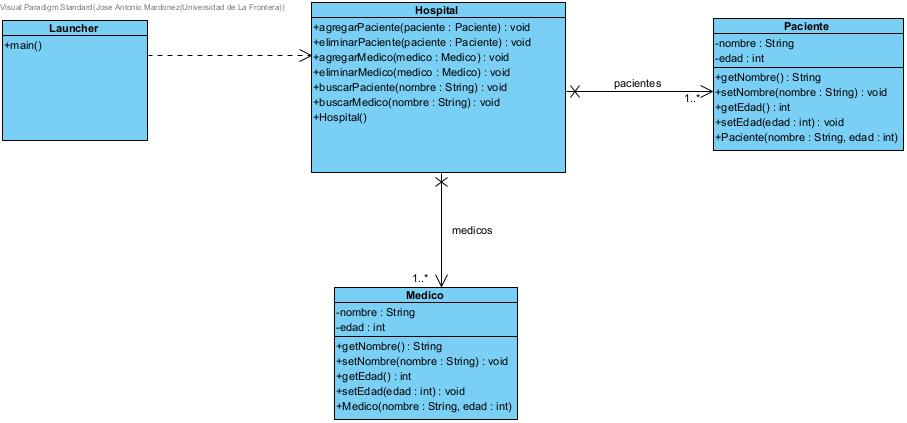 Visual Paradigm Standard(Jose Antonio Mardonez(Universidad de La Frontera))
Launcher
+main()
Hospital
+agregarPaciente(paciente : Paciente) : void
+eliminarPaciente(paciente : Paciente) : void
+agregarMedico(medico : Medico) : void
+eliminarMedico(medico : Medico) : void
+buscarPaciente(nombre : String) : void
+buscarMedico(nombre : String) : void
+Hospital()
pacientes
1..*
Paciente
-nombre : String
-edad : int
+getNombre() : String
+setNombre(nombre : String) : void
+getEdad() : int
+setEdad(edad : int) : void
+Paciente(nombre : String, edad : int)
medicos
1..*
Medico
-nombre : String
-edad : int
+getNombre() : String
+setNombre(nombre : String) : void
+getEdad() : int
+setEdad(edad : int) : void
+Medico(nombre : String, edad : int)